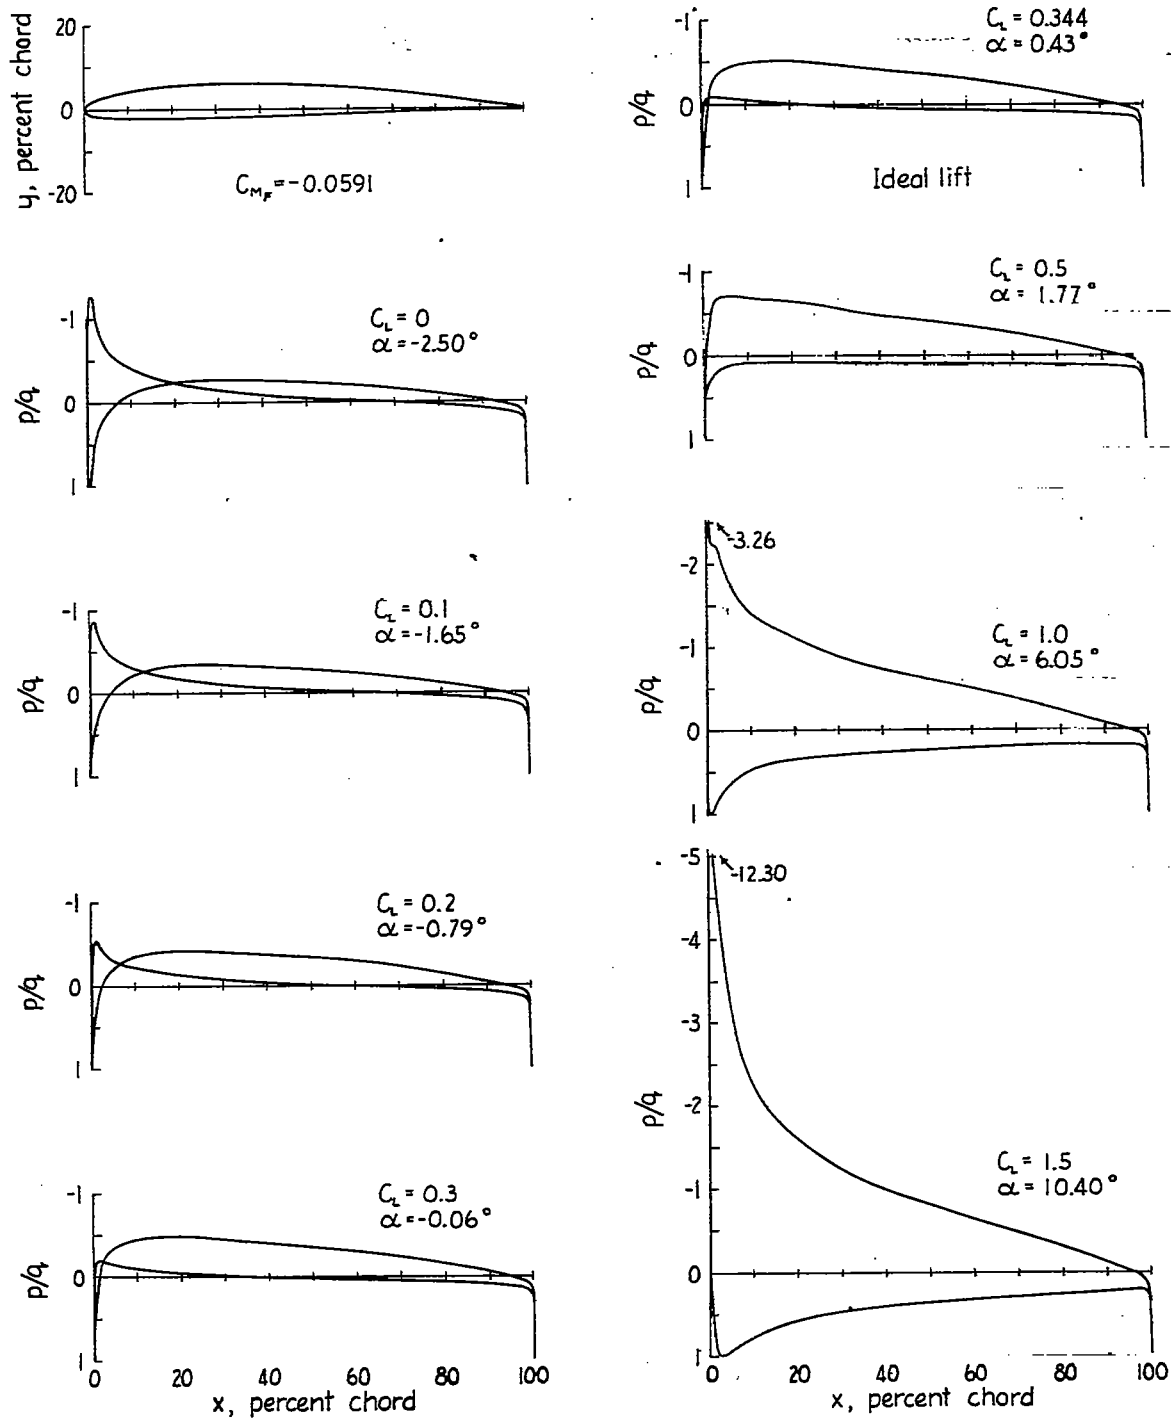 20
0
-20
y, percent chord
C_MF = -0.0591
-1
0
1
p/q
C_L = 0
α = -2.50°
-1
0
1
p/q
C_L = 0.1
α = -1.65°
-1
0
1
p/q
C_L = 0.2
α = -0.79°
-1
0
1
p/q
C_L = 0.3
α = -0.06°
0 20 40 60 80 100
x, percent chord
-1
0
1
p/q
C_L = 0.344
α = 0.43°
Ideal lift
-1
0
1
p/q
C_L = 0.5
α = 1.77°
-3.26
-2
-1
0
1
p/q
C_L = 1.0
α = 6.05°
-5
-4
-3
-2
-1
0
1
p/q
-12.30
C_L = 1.5
α = 10.40°
0 20 40 60 80 100
x, percent chord